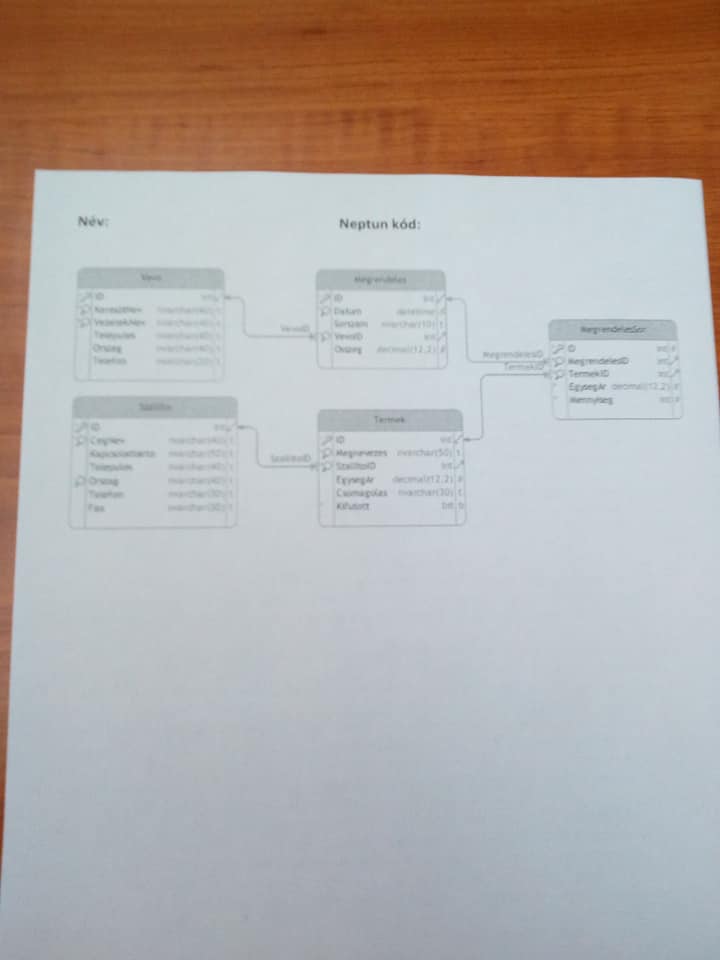 Név:
Neptun kód:
Vevo
ID int
KeresztNev nvarchar(40) t
VezetekNev nvarchar(40) t
Telepules nvarchar(40) t
Orszag nvarchar(40) t
Telefon nvarchar(20) t
VevoID
Megrendeles
ID int
Datum datetime d
Sorszam nvarchar(10) t
VevoID int
Osszeg decimal(12,2) #
MegrendelesID
TermekID
MegrendelesSor
ID int #
MegrendelesID int
TermekID int
EgysegAr decimal(12,2) #
Mennyiseg int #
Szallito
ID int
CegNev nvarchar(40) t
Kapcsolattarto nvarchar(50) t
Telepules nvarchar(40) t
Orszag nvarchar(40) t
Telefon nvarchar(30) t
Fax nvarchar(30) t
SzallitoID
Termek
ID int
Megnevezes nvarchar(50) t
SzallitoID int
EgysegAr decimal(12,2) #
Csomagolas nvarchar(30) t
Kifutott bit b